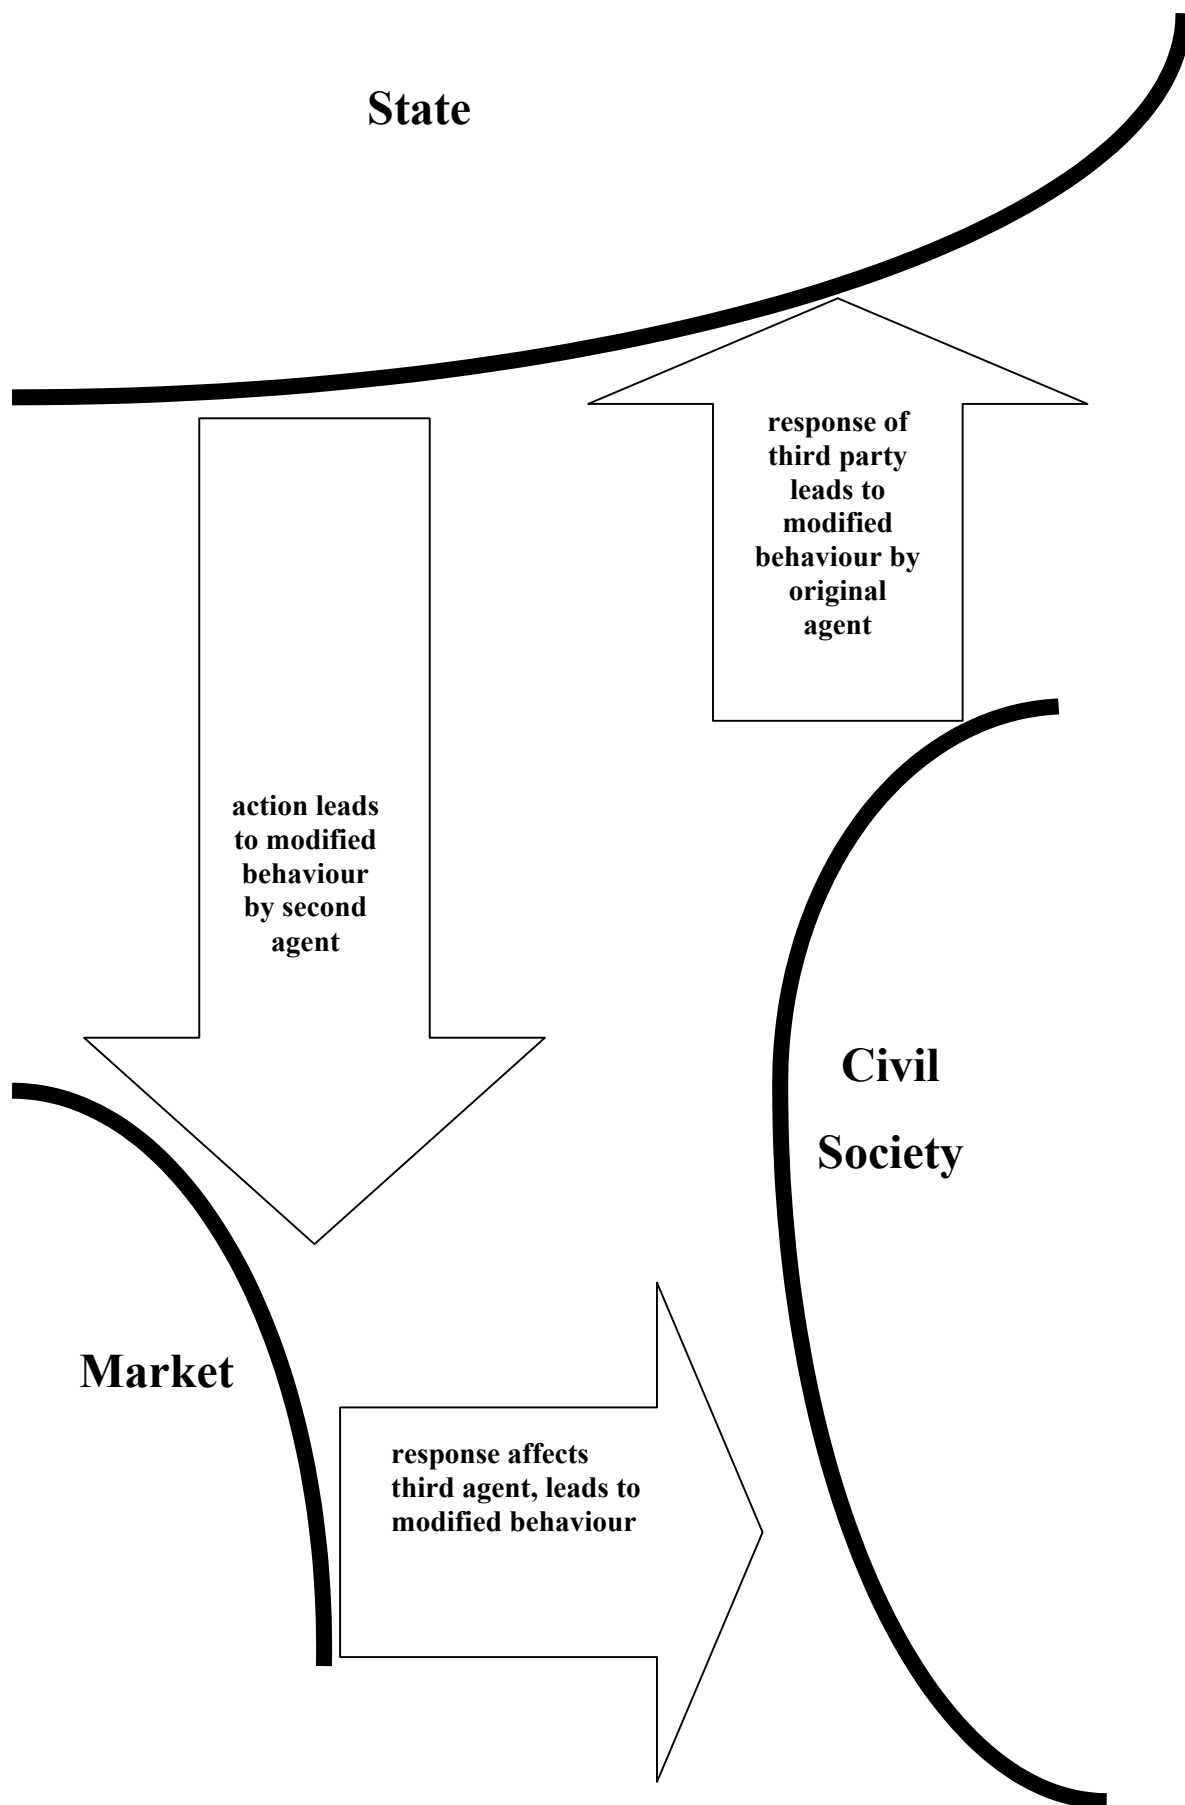 State
response of
third party
leads to
modified
behaviour by
original
agent
action leads
to modified
behaviour
by second
agent
Civil
Society
Market
response affects
third agent, leads to
modified behaviour